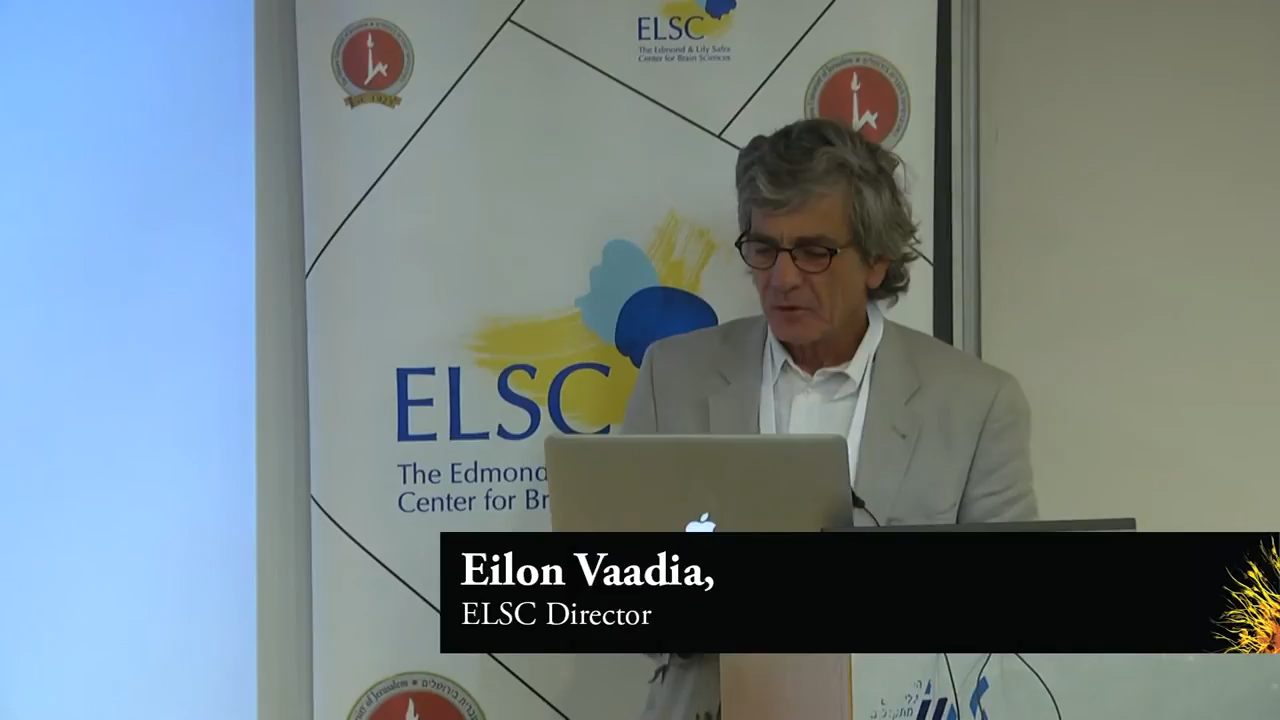 ELSC
The Edmond & Lily Safra
Center for Brain Sciences
ELSC
The Edmond
Center for Br
Eilon Vaadia,
ELSC Director